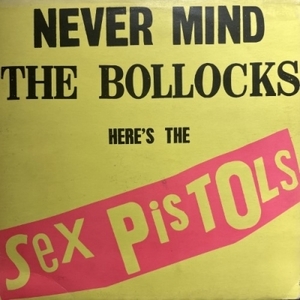 NEVER MIND
THE BOLLOCKS
HERE'S THE
Sex PisTOls